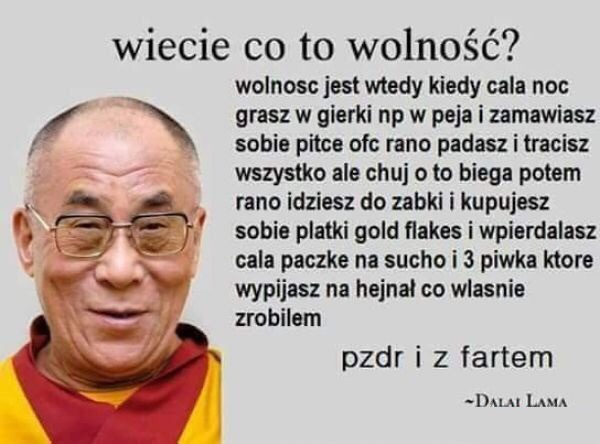 wiecie co to wolność?
wolnosc jest wtedy kiedy cala noc
grasz w gierki np w peja i zamawiasz
sobie pitce ofc rano padasz i tracisz
wszystko ale chuj o to biega potem
rano idziesz do zabki i kupujesz
sobie platki gold flakes i wpierdalasz
cala paczke na sucho i 3 piwka ktore
wypijasz na hejnał co wlasnie
zrobilem
pzdr i z fartem
~Dalai Lama